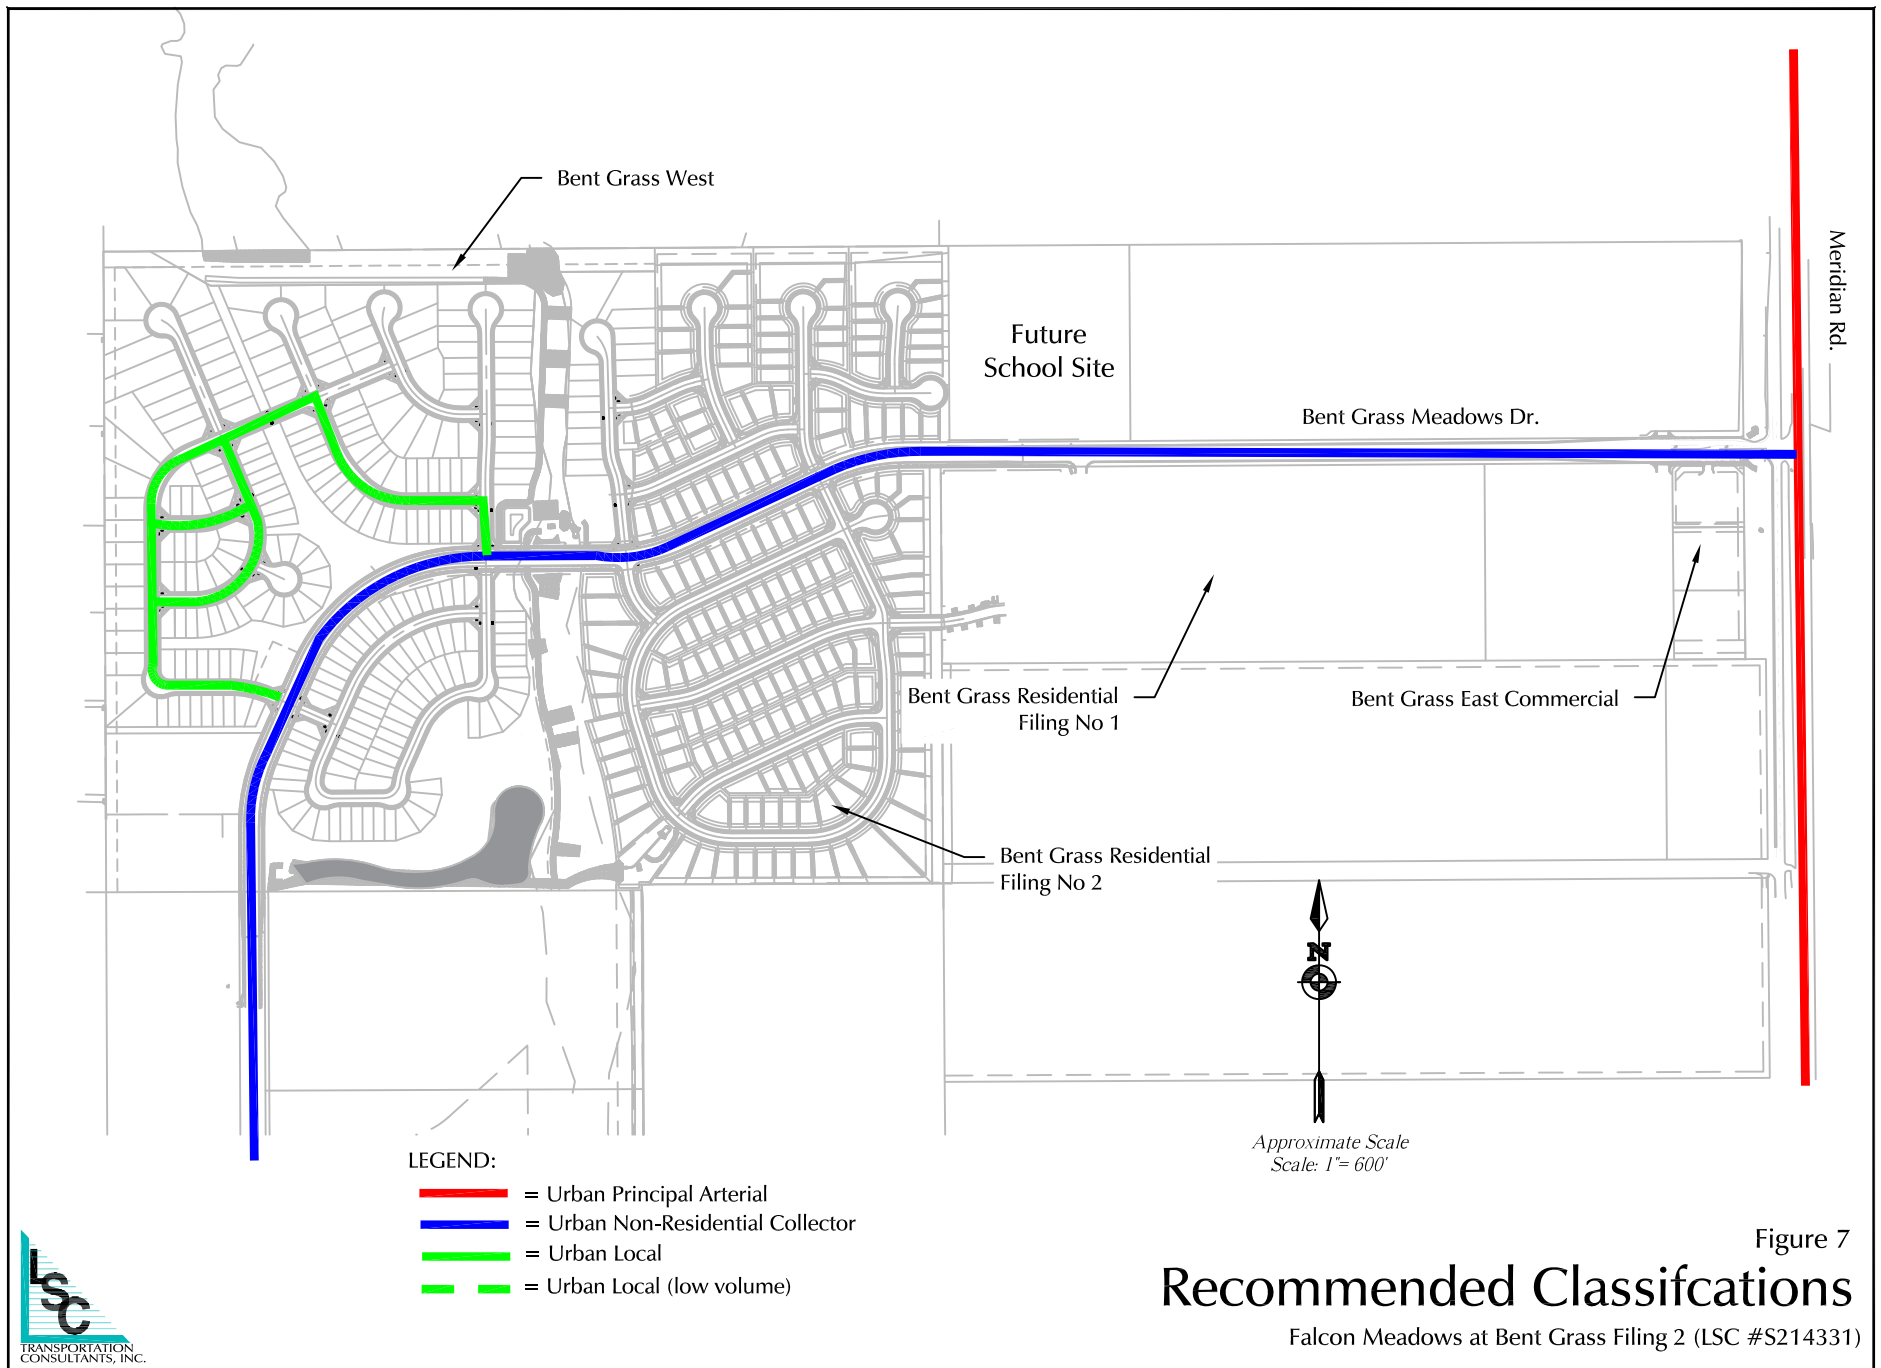 Bent Grass West
Meridian Rd.
Future
School Site
Bent Grass Meadows Dr.
Bent Grass Residential
Filing No 1
Bent Grass East Commercial
Bent Grass Residential
Filing No 2
N
Approximate Scale
Scale: 1"= 600'
LEGEND:
= Urban Principal Arterial
= Urban Non-Residential Collector
= Urban Local
= Urban Local (low volume)
Figure 7
Recommended Classifcations
Falcon Meadows at Bent Grass Filing 2 (LSC #S214331)
LSC
TRANSPORTATION
CONSULTANTS, INC.